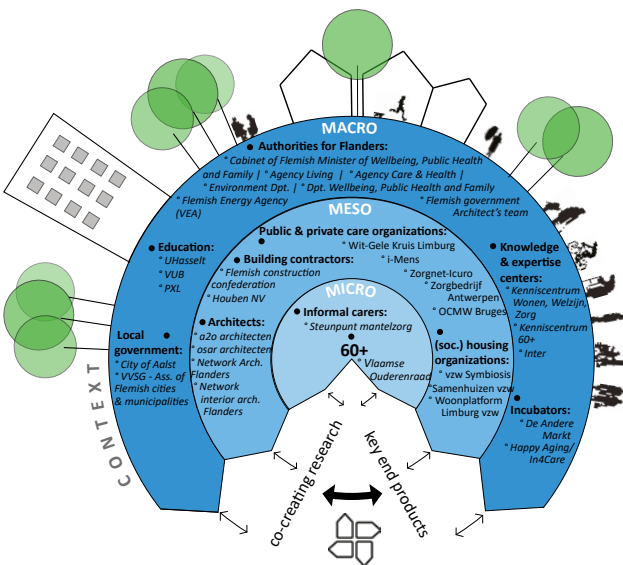 MACRO
● Authorities for Flanders:
° Cabinet of Flemish Minister of Wellbeing, Public Health
and Family | ° Agency Living | ° Agency Care & Health |
° Environment Dpt. | ° Dpt. Wellbeing, Public Health and Family
° Flemish Energy Agency
(VEA)
° Flemish government
Architect's team
● Education:
° UHasselt
° VUB
° PXL
Local ●
government:
° City of Aalst
° VVSG - Ass. of
Flemish cities
& municipalities
● Knowledge
& expertise
centers:
° Kenniscentrum
Wonen, Welzijn,
Zorg
° Kenniscentrum
60+
° Inter
● Incubators:
° De Andere
Markt
° Happy Aging/
In4Care
MESO
● Public & private care organizations:
° Wit-Gele Kruis Limburg
° i-Mens
° Zorgnet-Icuro
° Zorgbedrijf
Antwerpen
° OCMW Bruges
● Building contractors:
° Flemish construction
confederation
° Houben NV
● Architects:
° a2o architecten
° osar architecten
° Network Arch.
Flanders
° Network
interior arch.
Flanders
● (soc.) housing
organizations:
° vzw Symbiosis
° Samenhuizen vzw
° Woonplatform
Limburg vzw
MICRO
● Informal carers:
° Steunpunt mantelzorg
● 60+
° Vlaamse
Ouderenraad
CONTEXT
co-creating research
key end products